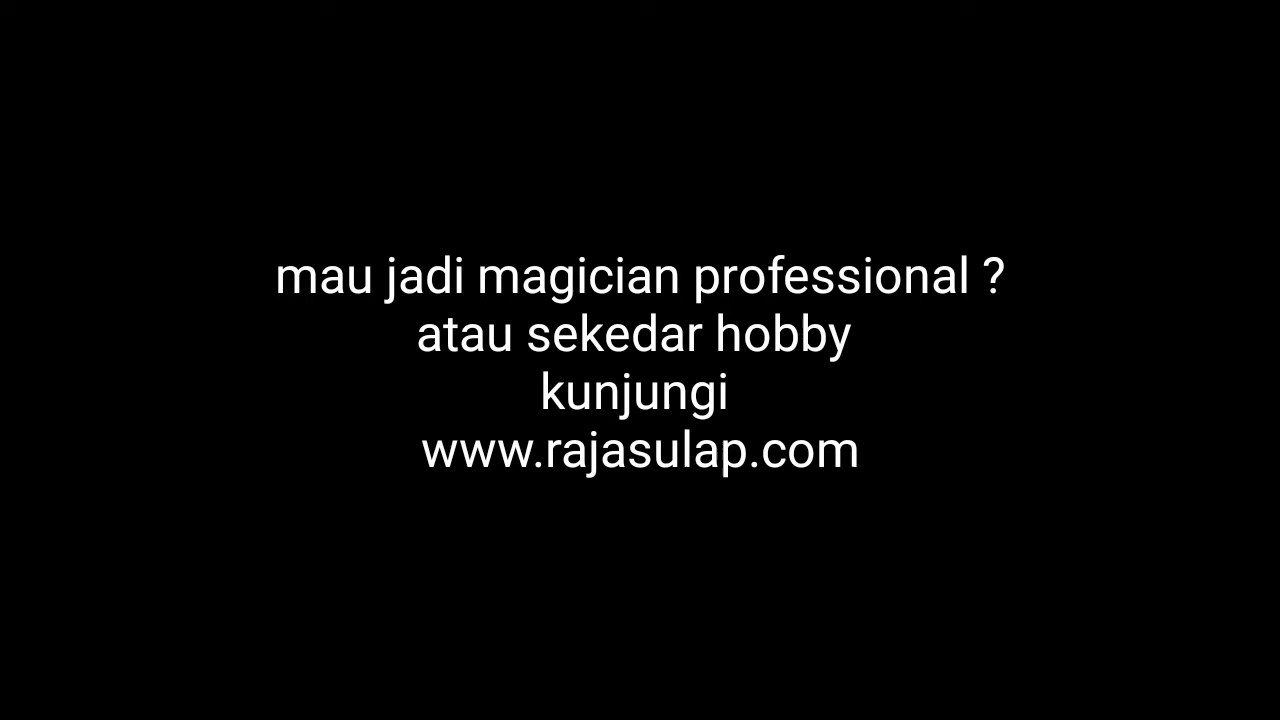 mau jadi magician professional ?
atau sekedar hobby
kunjungi
www.rajasulap.com